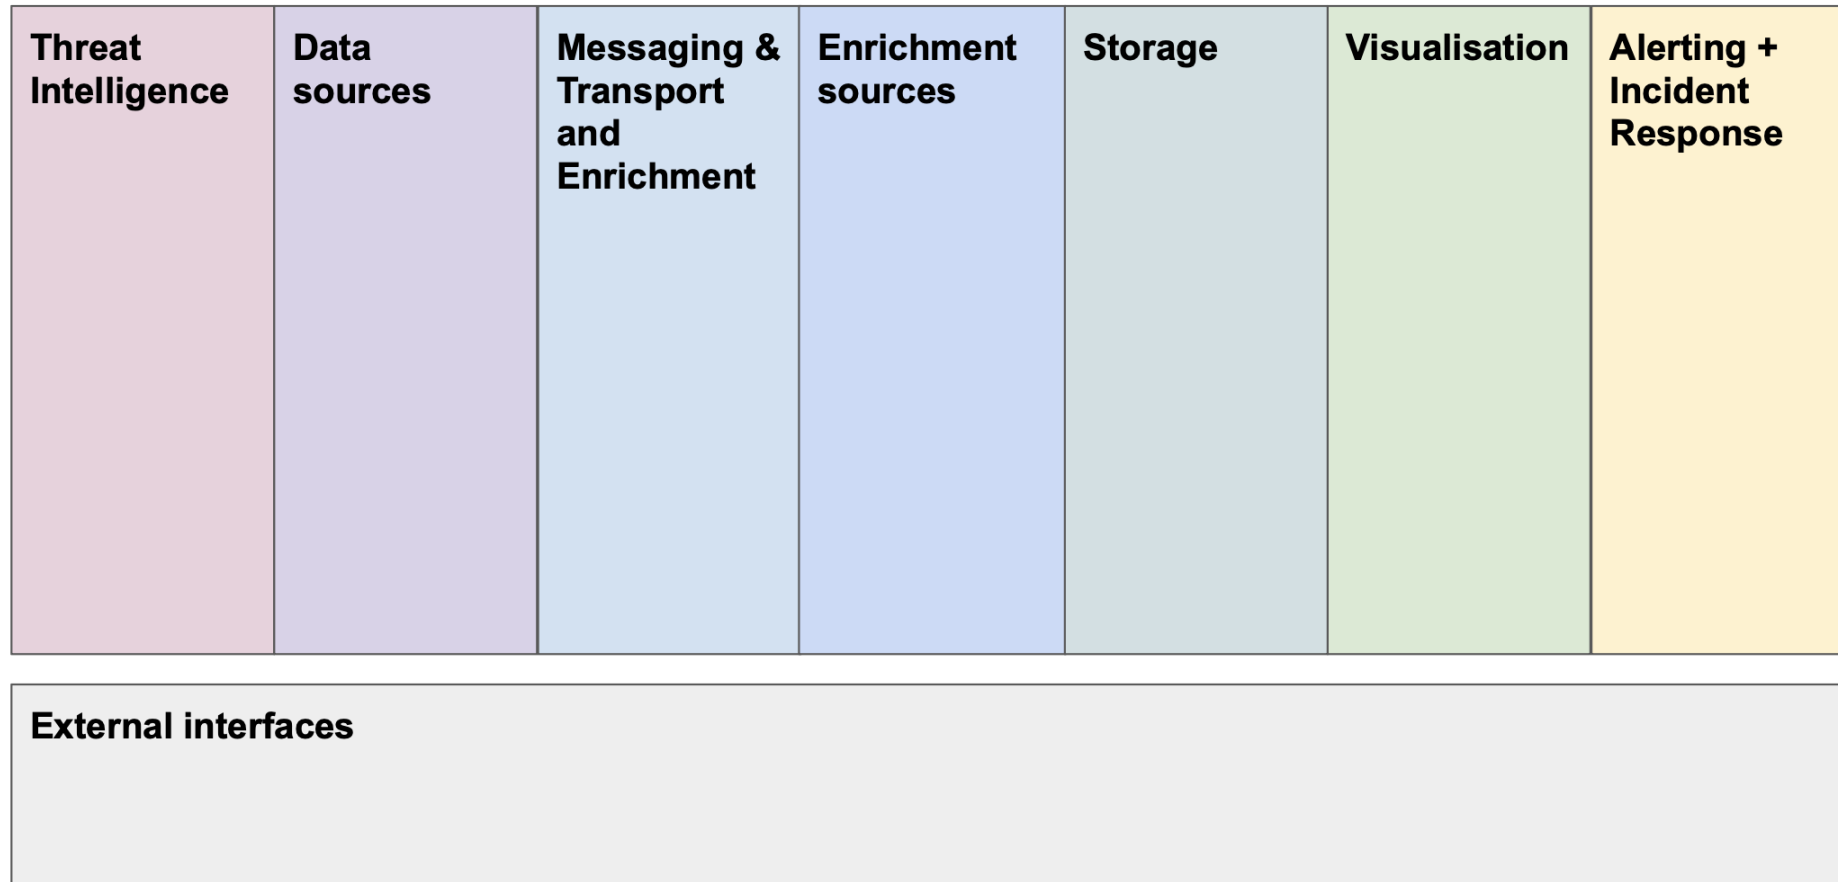 Threat
Intelligence
Data
sources
Messaging &
Transport
and
Enrichment
Enrichment
sources
Storage
Visualisation
Alerting +
Incident
Response
External interfaces